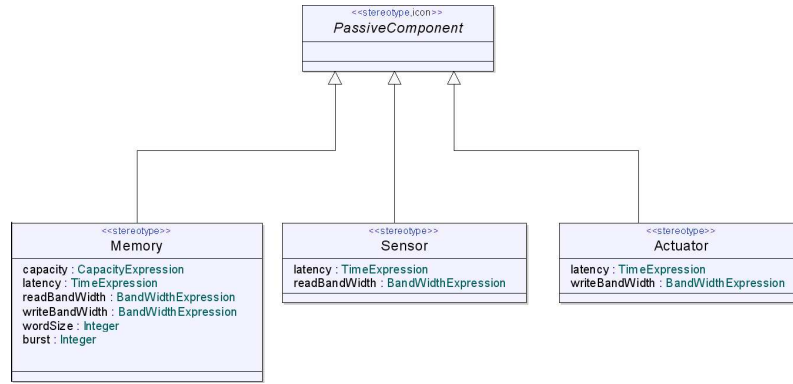 <<stereotype,icon>>
PassiveComponent
<<stereotype>>
Memory
capacity : CapacityExpression
latency : TimeExpression
readBandWidth : BandWidthExpression
writeBandWidth : BandWidthExpression
wordSize : Integer
burst : Integer
<<stereotype>>
Sensor
latency : TimeExpression
readBandWidth : BandWidthExpression
<<stereotype>>
Actuator
latency : TimeExpression
writeBandWidth : BandWidthExpression